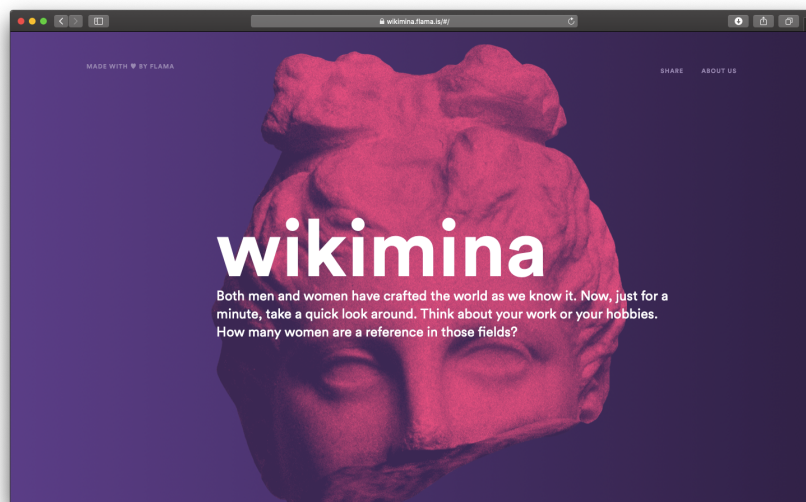 wikimina.flama.is/#/
MADE WITH ♥ BY FLAMA
SHARE ABOUT US
wikimina
Both men and women have crafted the world as we know it. Now, just for a
minute, take a quick look around. Think about your work or your hobbies.
How many women are a reference in those fields?